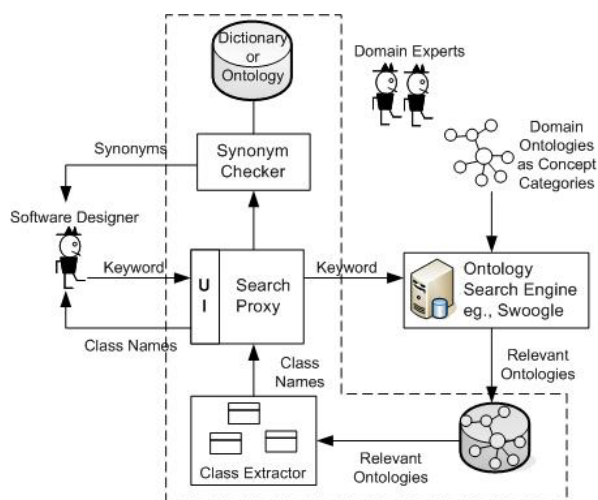 Dictionary
or
Ontology
Domain Experts
Domain
Ontologies
as Concept
Categories
Synonyms
Synonym
Checker
Software Designer
Keyword
U
I
Search
Proxy
Keyword
Ontology
Search Engine
eg., Swoogle
Class Names
Class
Names
Relevant
Ontologies
Class Extractor
Relevant
Ontologies